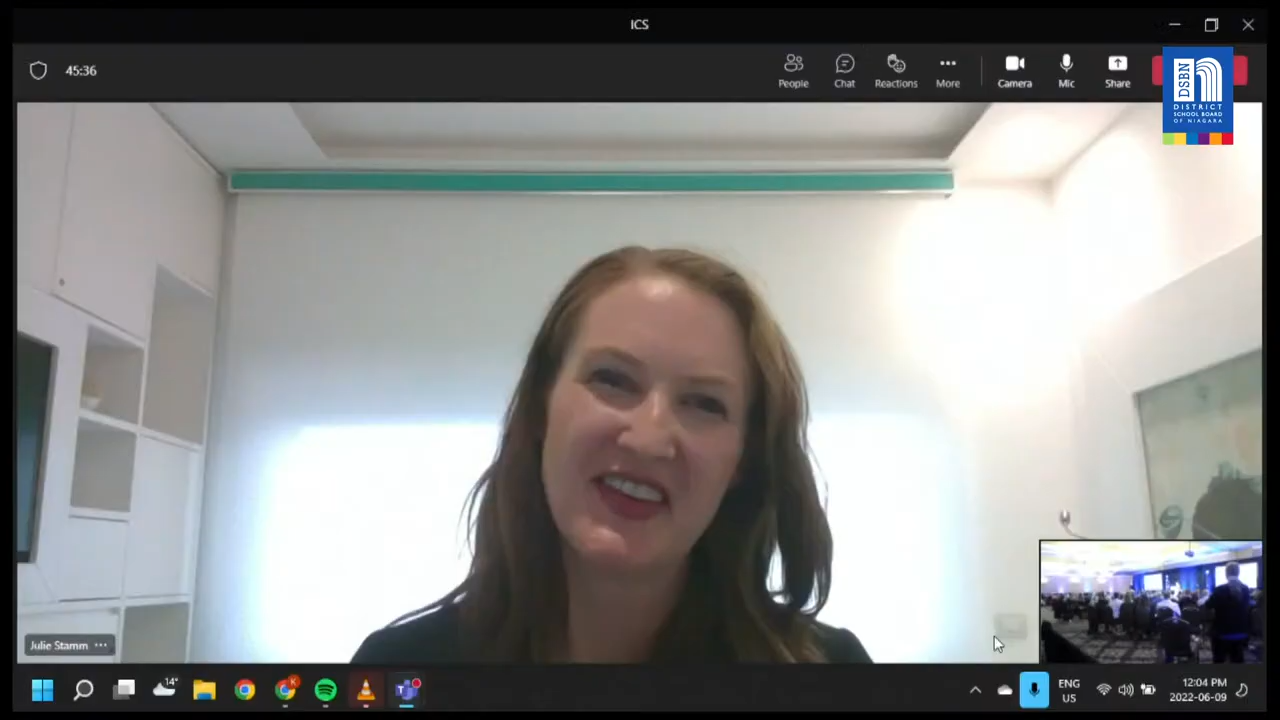 ICS
45:36
People
Chat
Reactions
More
Camera
Mic
Share
DSBN
DISTRICT
SCHOOL BOARD
OF NIAGARA
Julie Stamm
14°
K
ENG
US
12:04 PM
2022-06-09